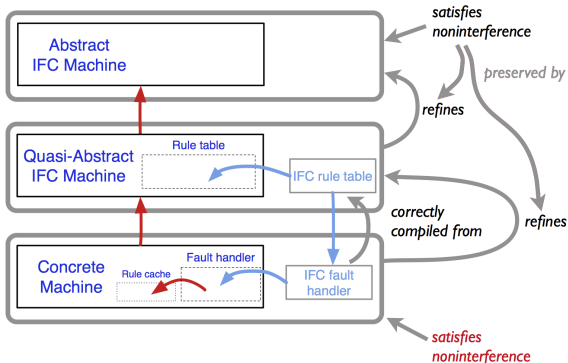 satisfies
noninterference
Abstract
IFC Machine
preserved by
refines
Rule table
Quasi-Abstract
IFC Machine
IFC rule table
correctly
compiled from
refines
Fault handler
Concrete
Machine
Rule cache
IFC fault
handler
satisfies
noninterference